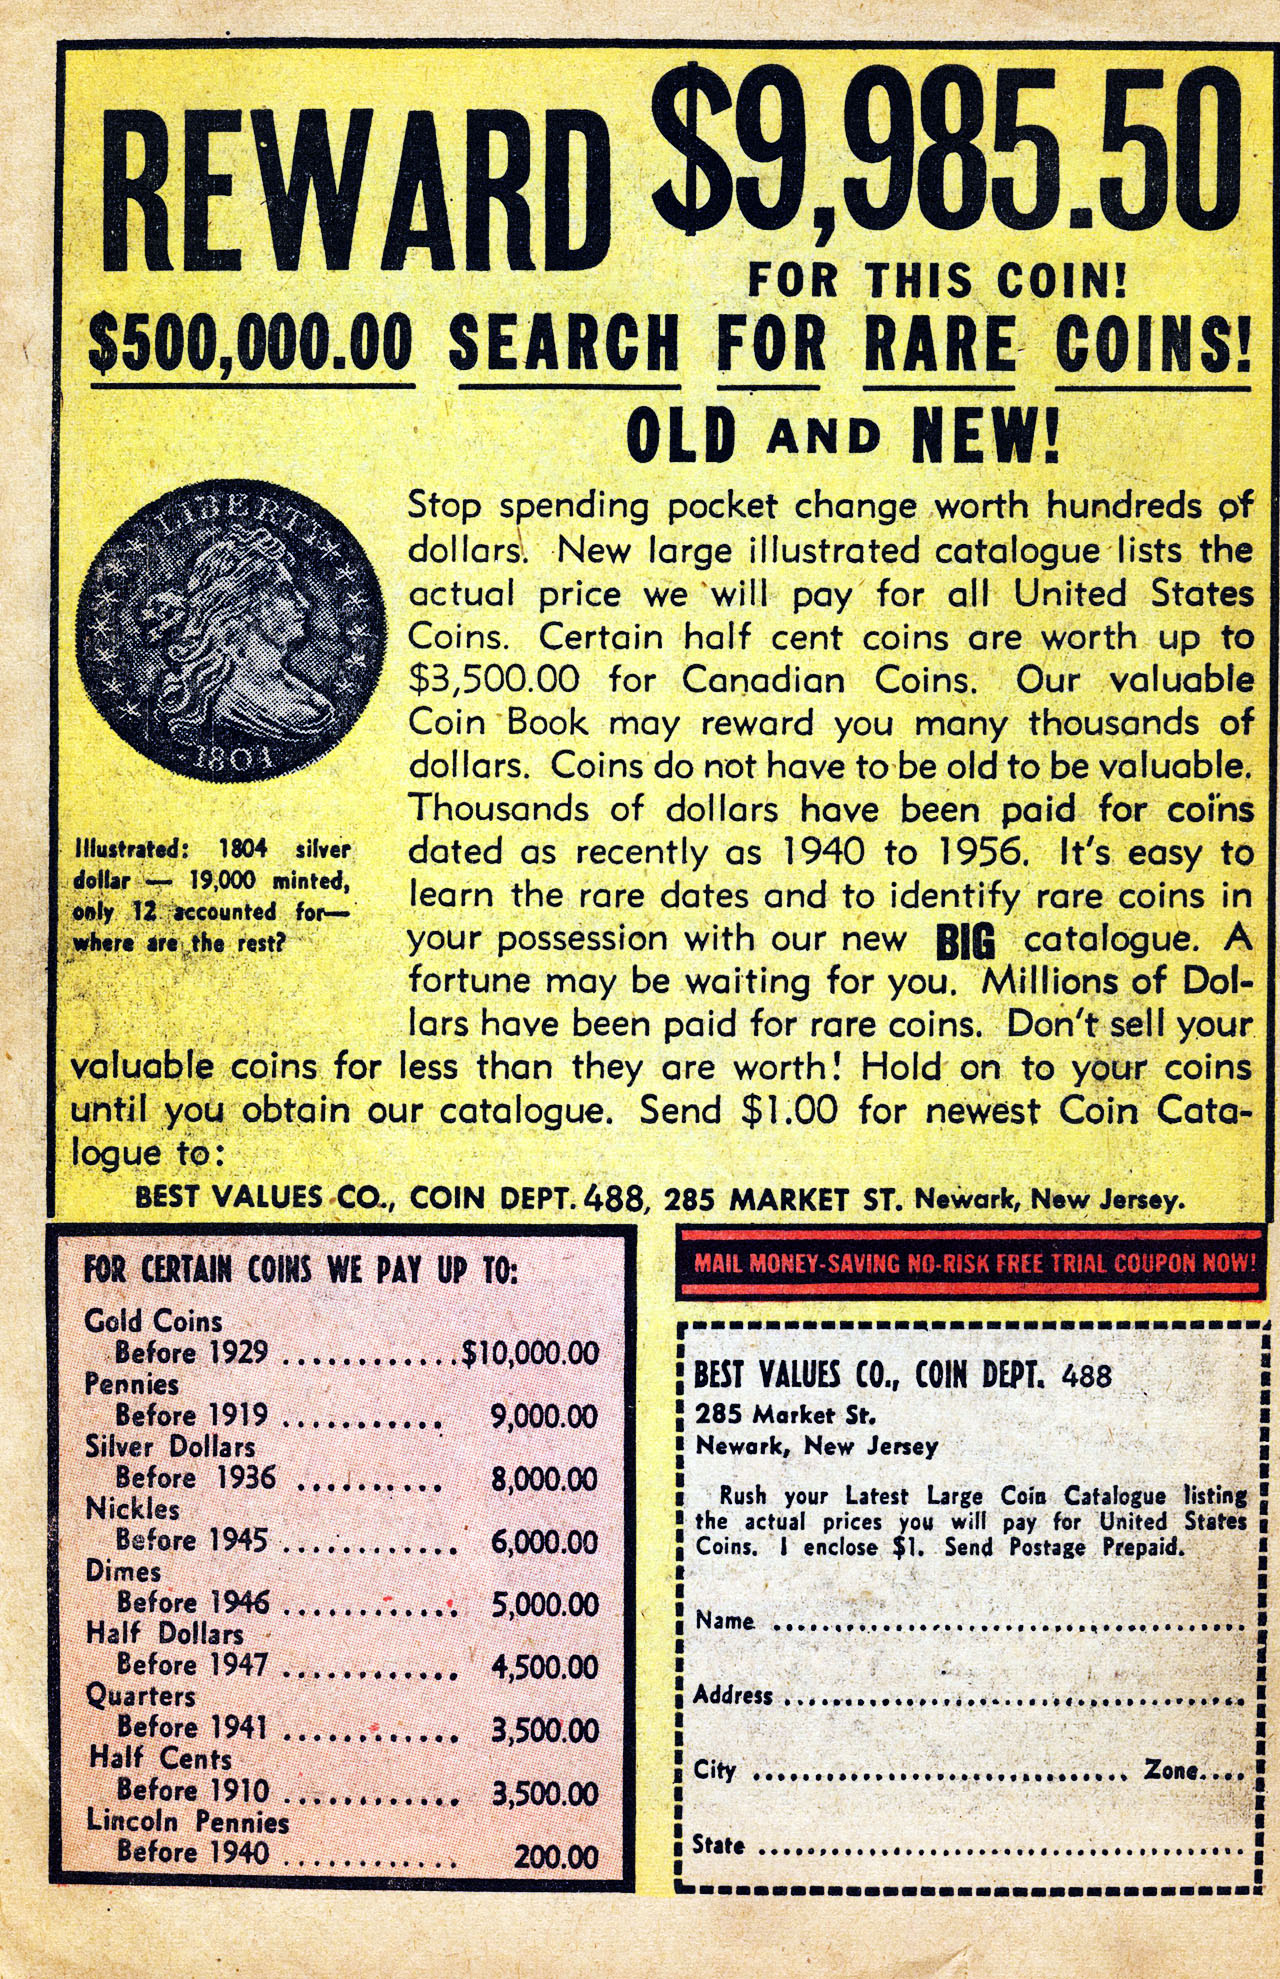 REWARD $9,985.50
FOR THIS COIN!
$500,000.00 SEARCH FOR RARE COINS!
OLD AND NEW!
LIBERTY
1804
Illustrated: 1804 silver
dollar — 19,000 minted,
only 12 accounted for—
where are the rest?
Stop spending pocket change worth hundreds of
dollars. New large illustrated catalogue lists the
actual price we will pay for all United States
Coins. Certain half cent coins are worth up to
$3,500.00 for Canadian Coins. Our valuable
Coin Book may reward you many thousands of
dollars. Coins do not have to be old to be valuable.
Thousands of dollars have been paid for coins
dated as recently as 1940 to 1956. It's easy to
learn the rare dates and to identify rare coins in
your possession with our new BIG catalogue. A
fortune may be waiting for you. Millions of Dol-
lars have been paid for rare coins. Don't sell your
valuable coins for less than they are worth! Hold on to your coins
until you obtain our catalogue. Send $1.00 for newest Coin Cata-
logue to:
BEST VALUES CO., COIN DEPT. 488, 285 MARKET ST. Newark, New Jersey.
FOR CERTAIN COINS WE PAY UP TO:
Gold Coins
Before 1929 ............$10,000.00
Pennies
Before 1919 ........... 9,000.00
Silver Dollars
Before 1936 .......... 8,000.00
Nickles
Before 1945 ............ 6,000.00
Dimes
Before 1946 ............ 5,000.00
Half Dollars
Before 1947 ............ 4,500.00
Quarters
Before 1941 ............ 3,500.00
Half Cents
Before 1910 ............ 3,500.00
Lincoln Pennies
Before 1940 ............ 200.00
MAIL MONEY-SAVING NO-RISK FREE TRIAL COUPON NOW!
BEST VALUES CO., COIN DEPT. 488
285 Market St.
Newark, New Jersey
Rush your Latest Large Coin Catalogue listing
the actual prices you will pay for United States
Coins. I enclose $1. Send Postage Prepaid.
Name ........................................
Address ........................................
City ................................ Zone....
State ........................................